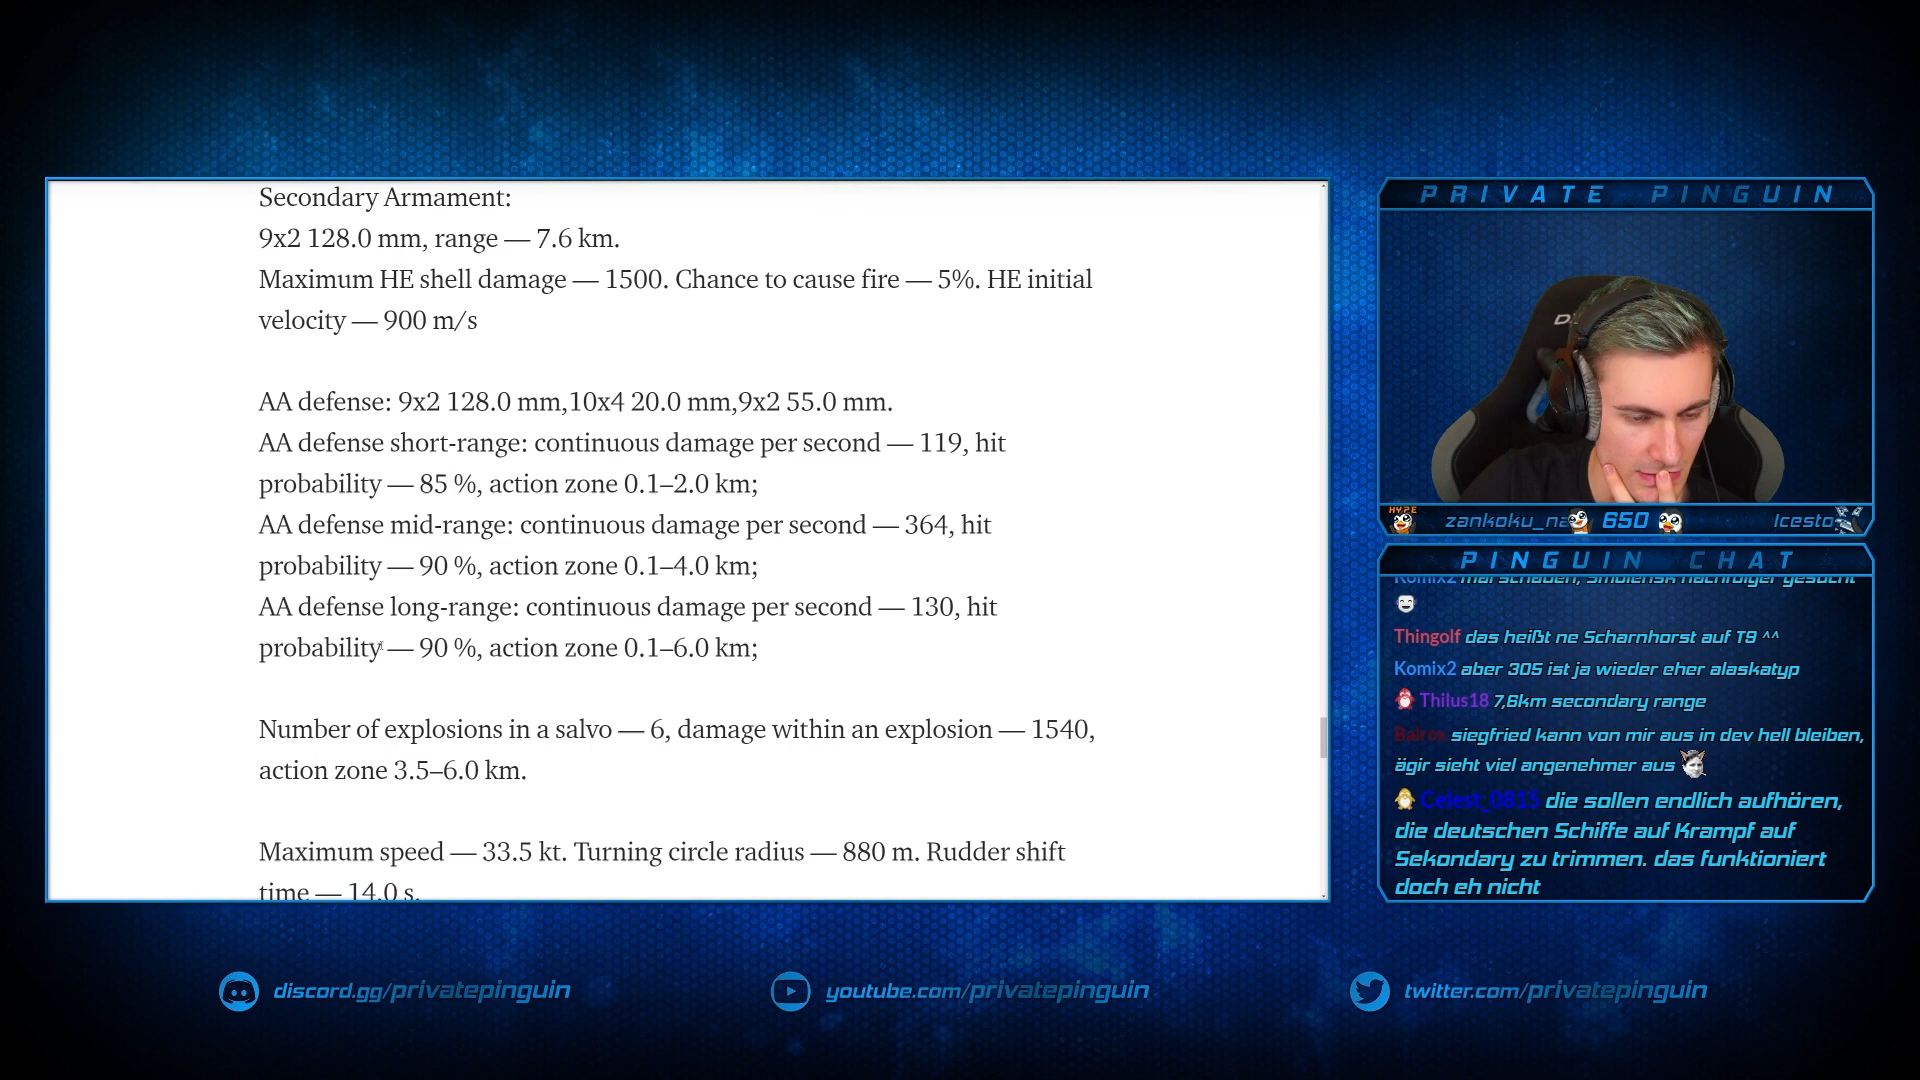 Secondary Armament:
9x2 128.0 mm, range — 7.6 km.
Maximum HE shell damage — 1500. Chance to cause fire — 5%. HE initial
velocity — 900 m/s
AA defense: 9x2 128.0 mm,10x4 20.0 mm,9x2 55.0 mm.
AA defense short-range: continuous damage per second — 119, hit
probability — 85 %, action zone 0.1–2.0 km;
AA defense mid-range: continuous damage per second — 364, hit
probability — 90 %, action zone 0.1–4.0 km;
AA defense long-range: continuous damage per second — 130, hit
probability — 90 %, action zone 0.1–6.0 km;
Number of explosions in a salvo — 6, damage within an explosion — 1540,
action zone 3.5–6.0 km.
Maximum speed — 33.5 kt. Turning circle radius — 880 m. Rudder shift
time — 14.0 s.
PRIVATE PINGUIN
HYPE
zankoku_na 650 Icesto
PINGUIN CHAT
Komix2 mal schauen, Smolensk nachfolger gesucht
Thingolf das heißt ne Scharnhorst auf T9 ^^
Komix2 aber 305 ist ja wieder eher alaskatyp
Thilus18 7,6km secondary range
siegfried kann von mir aus in dev hell bleiben,
ägir sieht viel angenehmer aus
Celest_0815 die sollen endlich aufhören,
die deutschen Schiffe auf Krampf auf
Sekondary zu trimmen. das funktioniert
doch eh nicht
discord.gg/privatepinguin
youtube.com/privatepinguin
twitter.com/privatepinguin